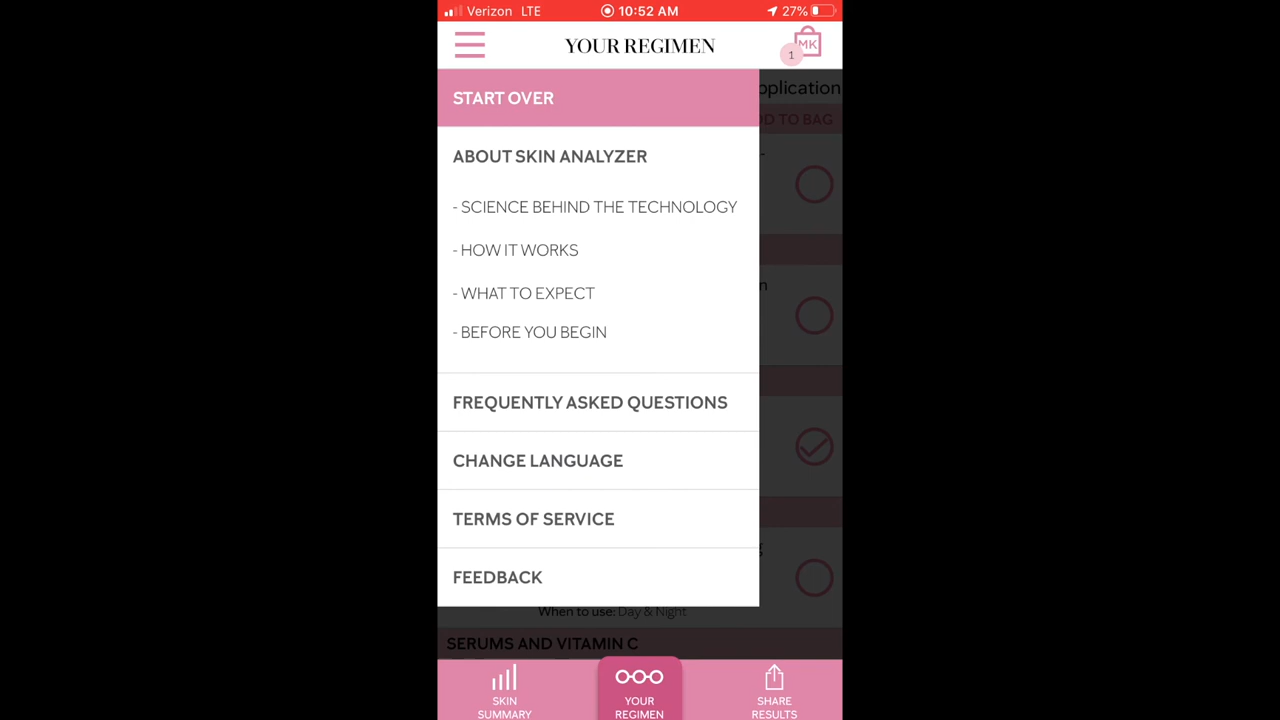 Verizon LTE 10:52 AM 27%
YOUR REGIMEN
MK
1
START OVER
ABOUT SKIN ANALYZER
- SCIENCE BEHIND THE TECHNOLOGY
- HOW IT WORKS
- WHAT TO EXPECT
- BEFORE YOU BEGIN
FREQUENTLY ASKED QUESTIONS
CHANGE LANGUAGE
TERMS OF SERVICE
FEEDBACK
TO BAG
When to use: Day & Night
SERUMS AND VITAMIN C
SKIN SUMMARY
YOUR REGIMEN
SHARE RESULTS